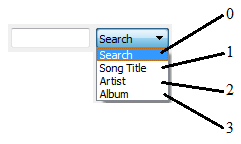 0
Search
Search
1
Song Title
Artist
2
Album
3